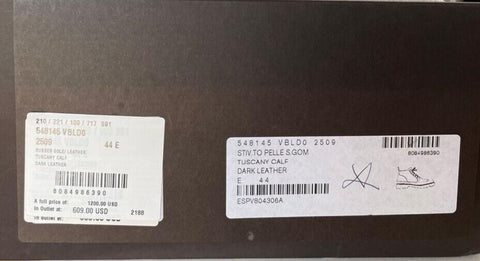 210 / 221 / 189 / 217 S91
548145 VBLD0
2509
44 E
RUBBER SOLE/ LEATHER
TUSCANY CALF
DARK LEATHER
8084986390
A full price of: 1200.00 USD
In Outlet at: 609.00 USD
2188
548145 VBLD0 2509
STIV.TO PELLE S.GOM
TUSCANY CALF
DARK LEATHER
E 44
ESPV804306A
8084986390